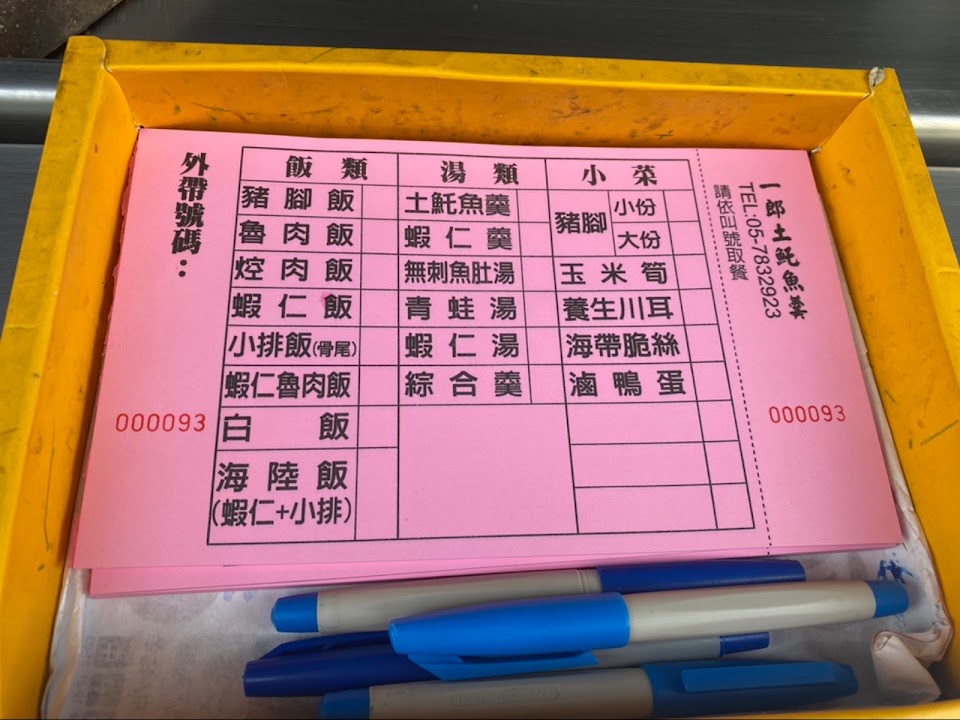 外帶號碼：
000093
飯類
豬腳飯
魯肉飯
焢肉飯
蝦仁飯
小排飯(骨尾)
蝦仁魯肉飯
白飯
海陸飯
(蝦仁+小排)
湯類
土魠魚羹
蝦仁羹
無刺魚肚湯
青蛙湯
蝦仁湯
綜合羹
小菜
豬腳
小份
大份
玉米筍
養生川耳
海帶脆絲
滷鴨蛋
一郎土魠魚羹
TEL:05-7832923
請依叫號取餐
000093